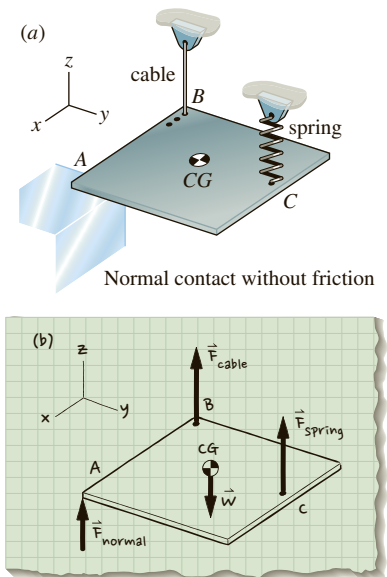 (a)
z
x
y
cable
B
spring
A
CG
C
Normal contact without friction
(b)
z
x
y
F⃗cable
B
F⃗spring
A
CG
W⃗
C
F⃗normal